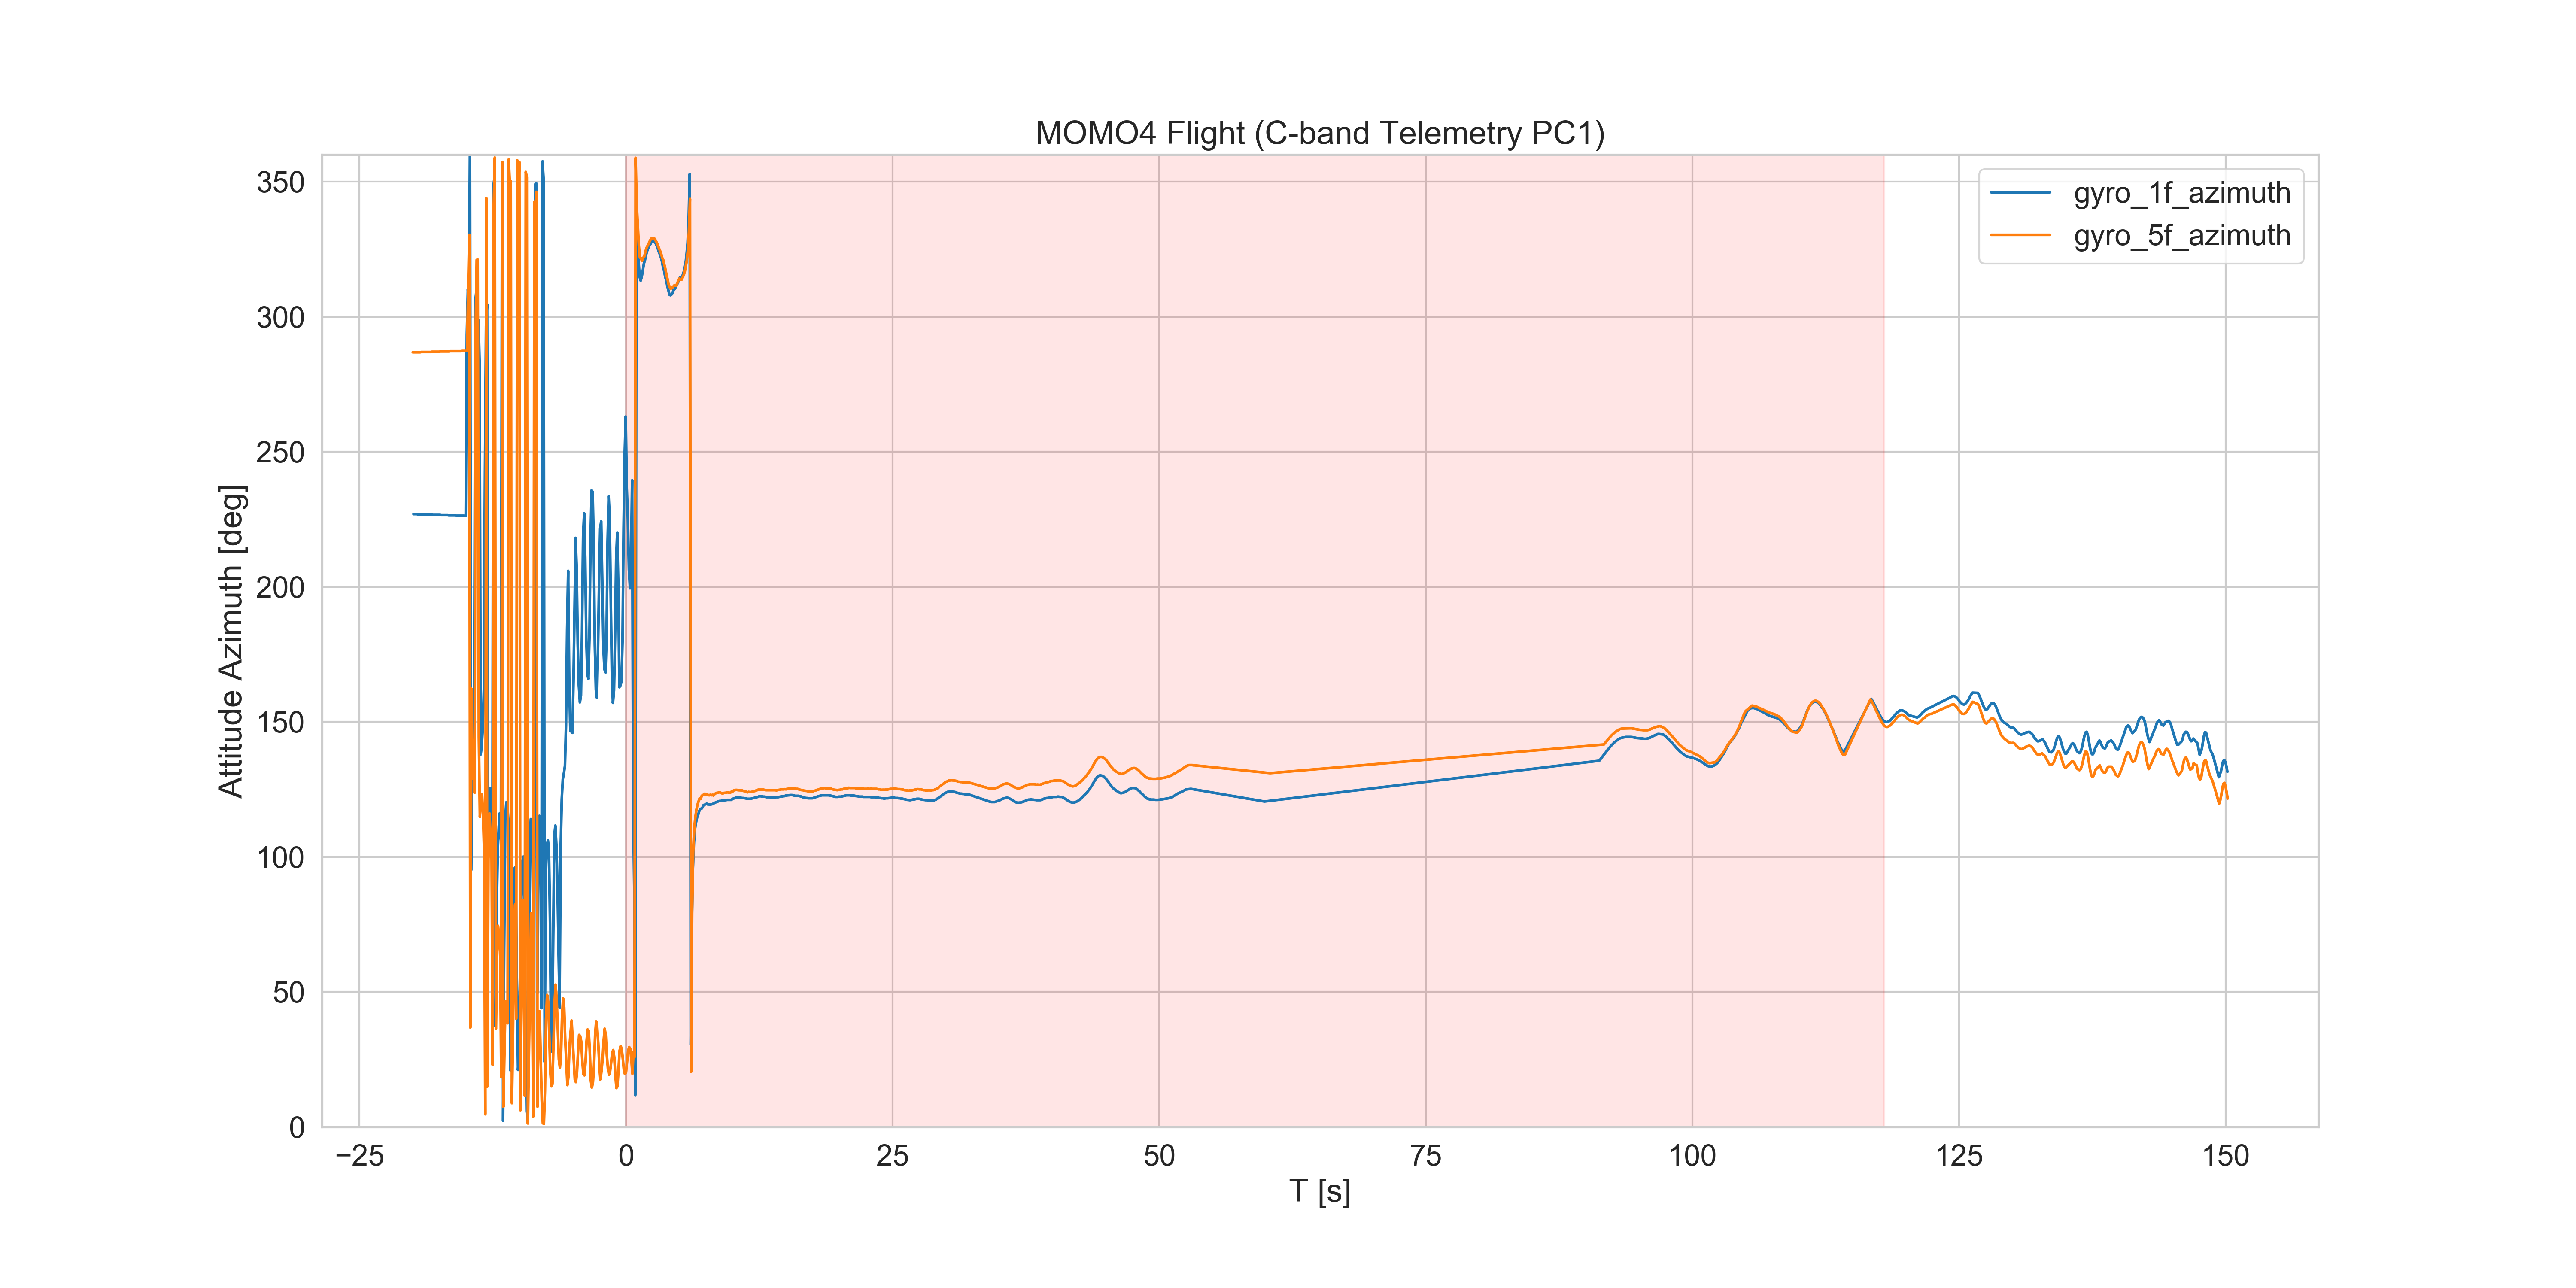 MOMO4 Flight (C-band Telemetry PC1)
gyro_1f_azimuth
gyro_5f_azimuth
Attitude Azimuth [deg]
350
300
250
200
150
100
50
0
−25 0 25 50 75 100 125 150
T [s]